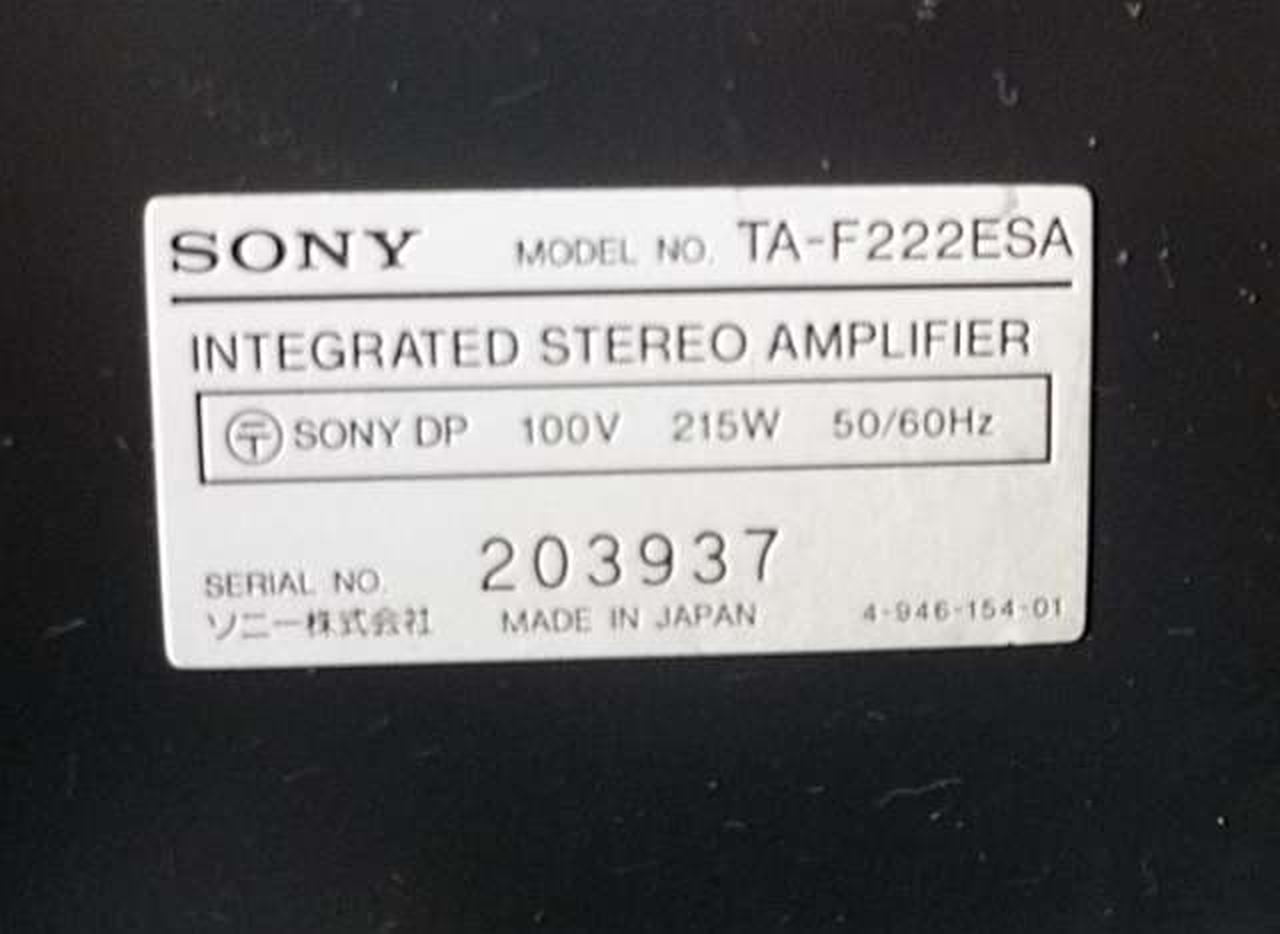 SONY MODEL NO. TA-F222ESA
INTEGRATED STEREO AMPLIFIER
〶 SONY DP 100V 215W 50/60Hz
SERIAL NO. 203937
ソニー株式会社 MADE IN JAPAN 4-946-154-01